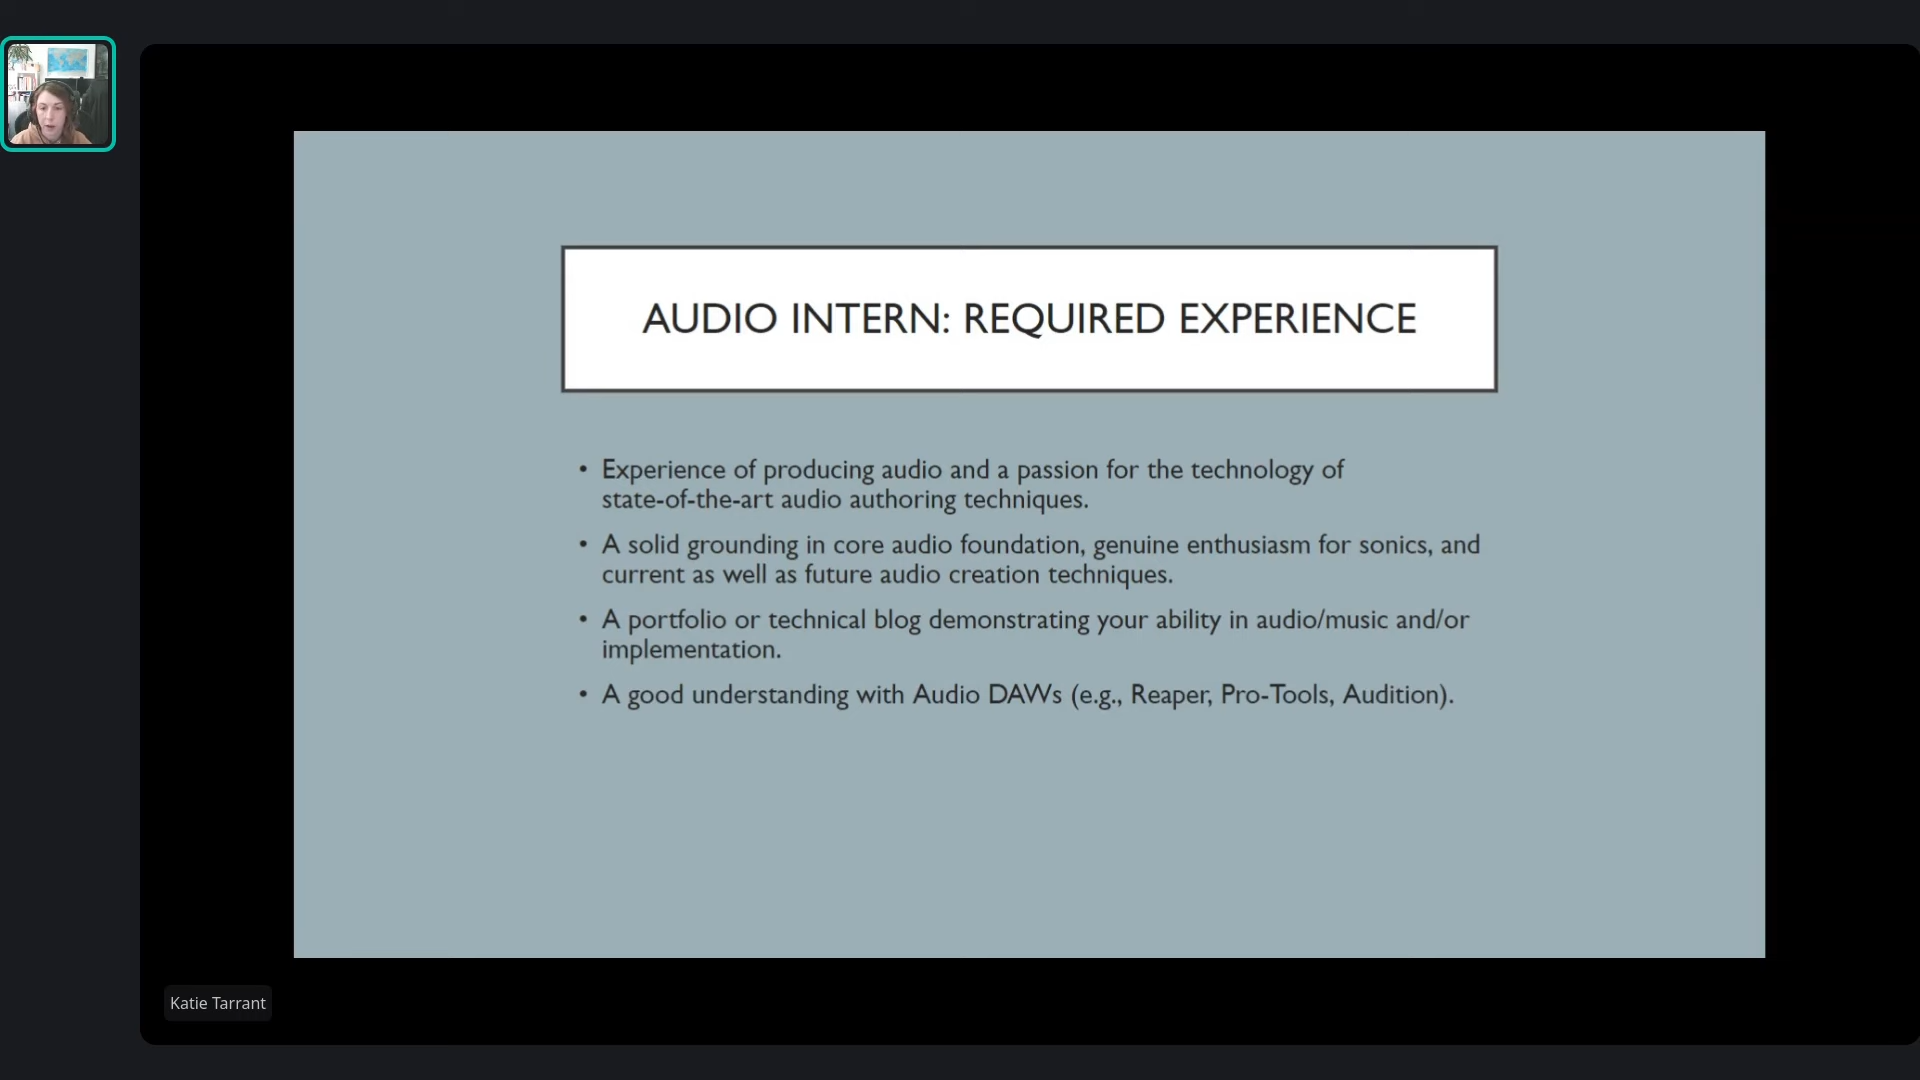 AUDIO INTERN: REQUIRED EXPERIENCE
• Experience of producing audio and a passion for the technology of
state-of-the-art audio authoring techniques.
• A solid grounding in core audio foundation, genuine enthusiasm for sonics, and
current as well as future audio creation techniques.
• A portfolio or technical blog demonstrating your ability in audio/music and/or
implementation.
• A good understanding with Audio DAWs (e.g., Reaper, Pro-Tools, Audition).
Katie Tarrant